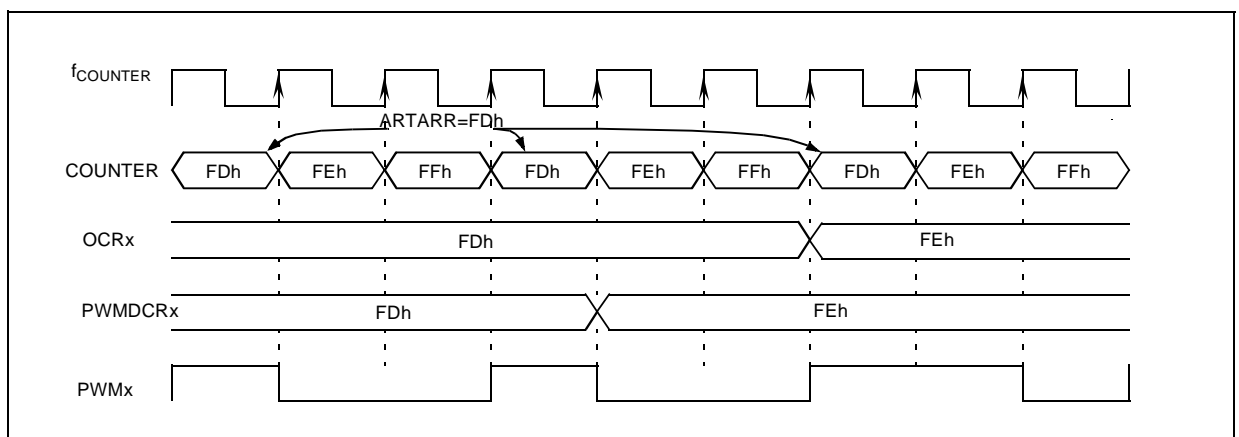 fCOUNTER
ARTARR=FDh
COUNTER FDh FEh FFh FDh FEh FFh FDh FEh FFh
OCRx FDh FEh
PWMDCRx FDh FEh
PWMx